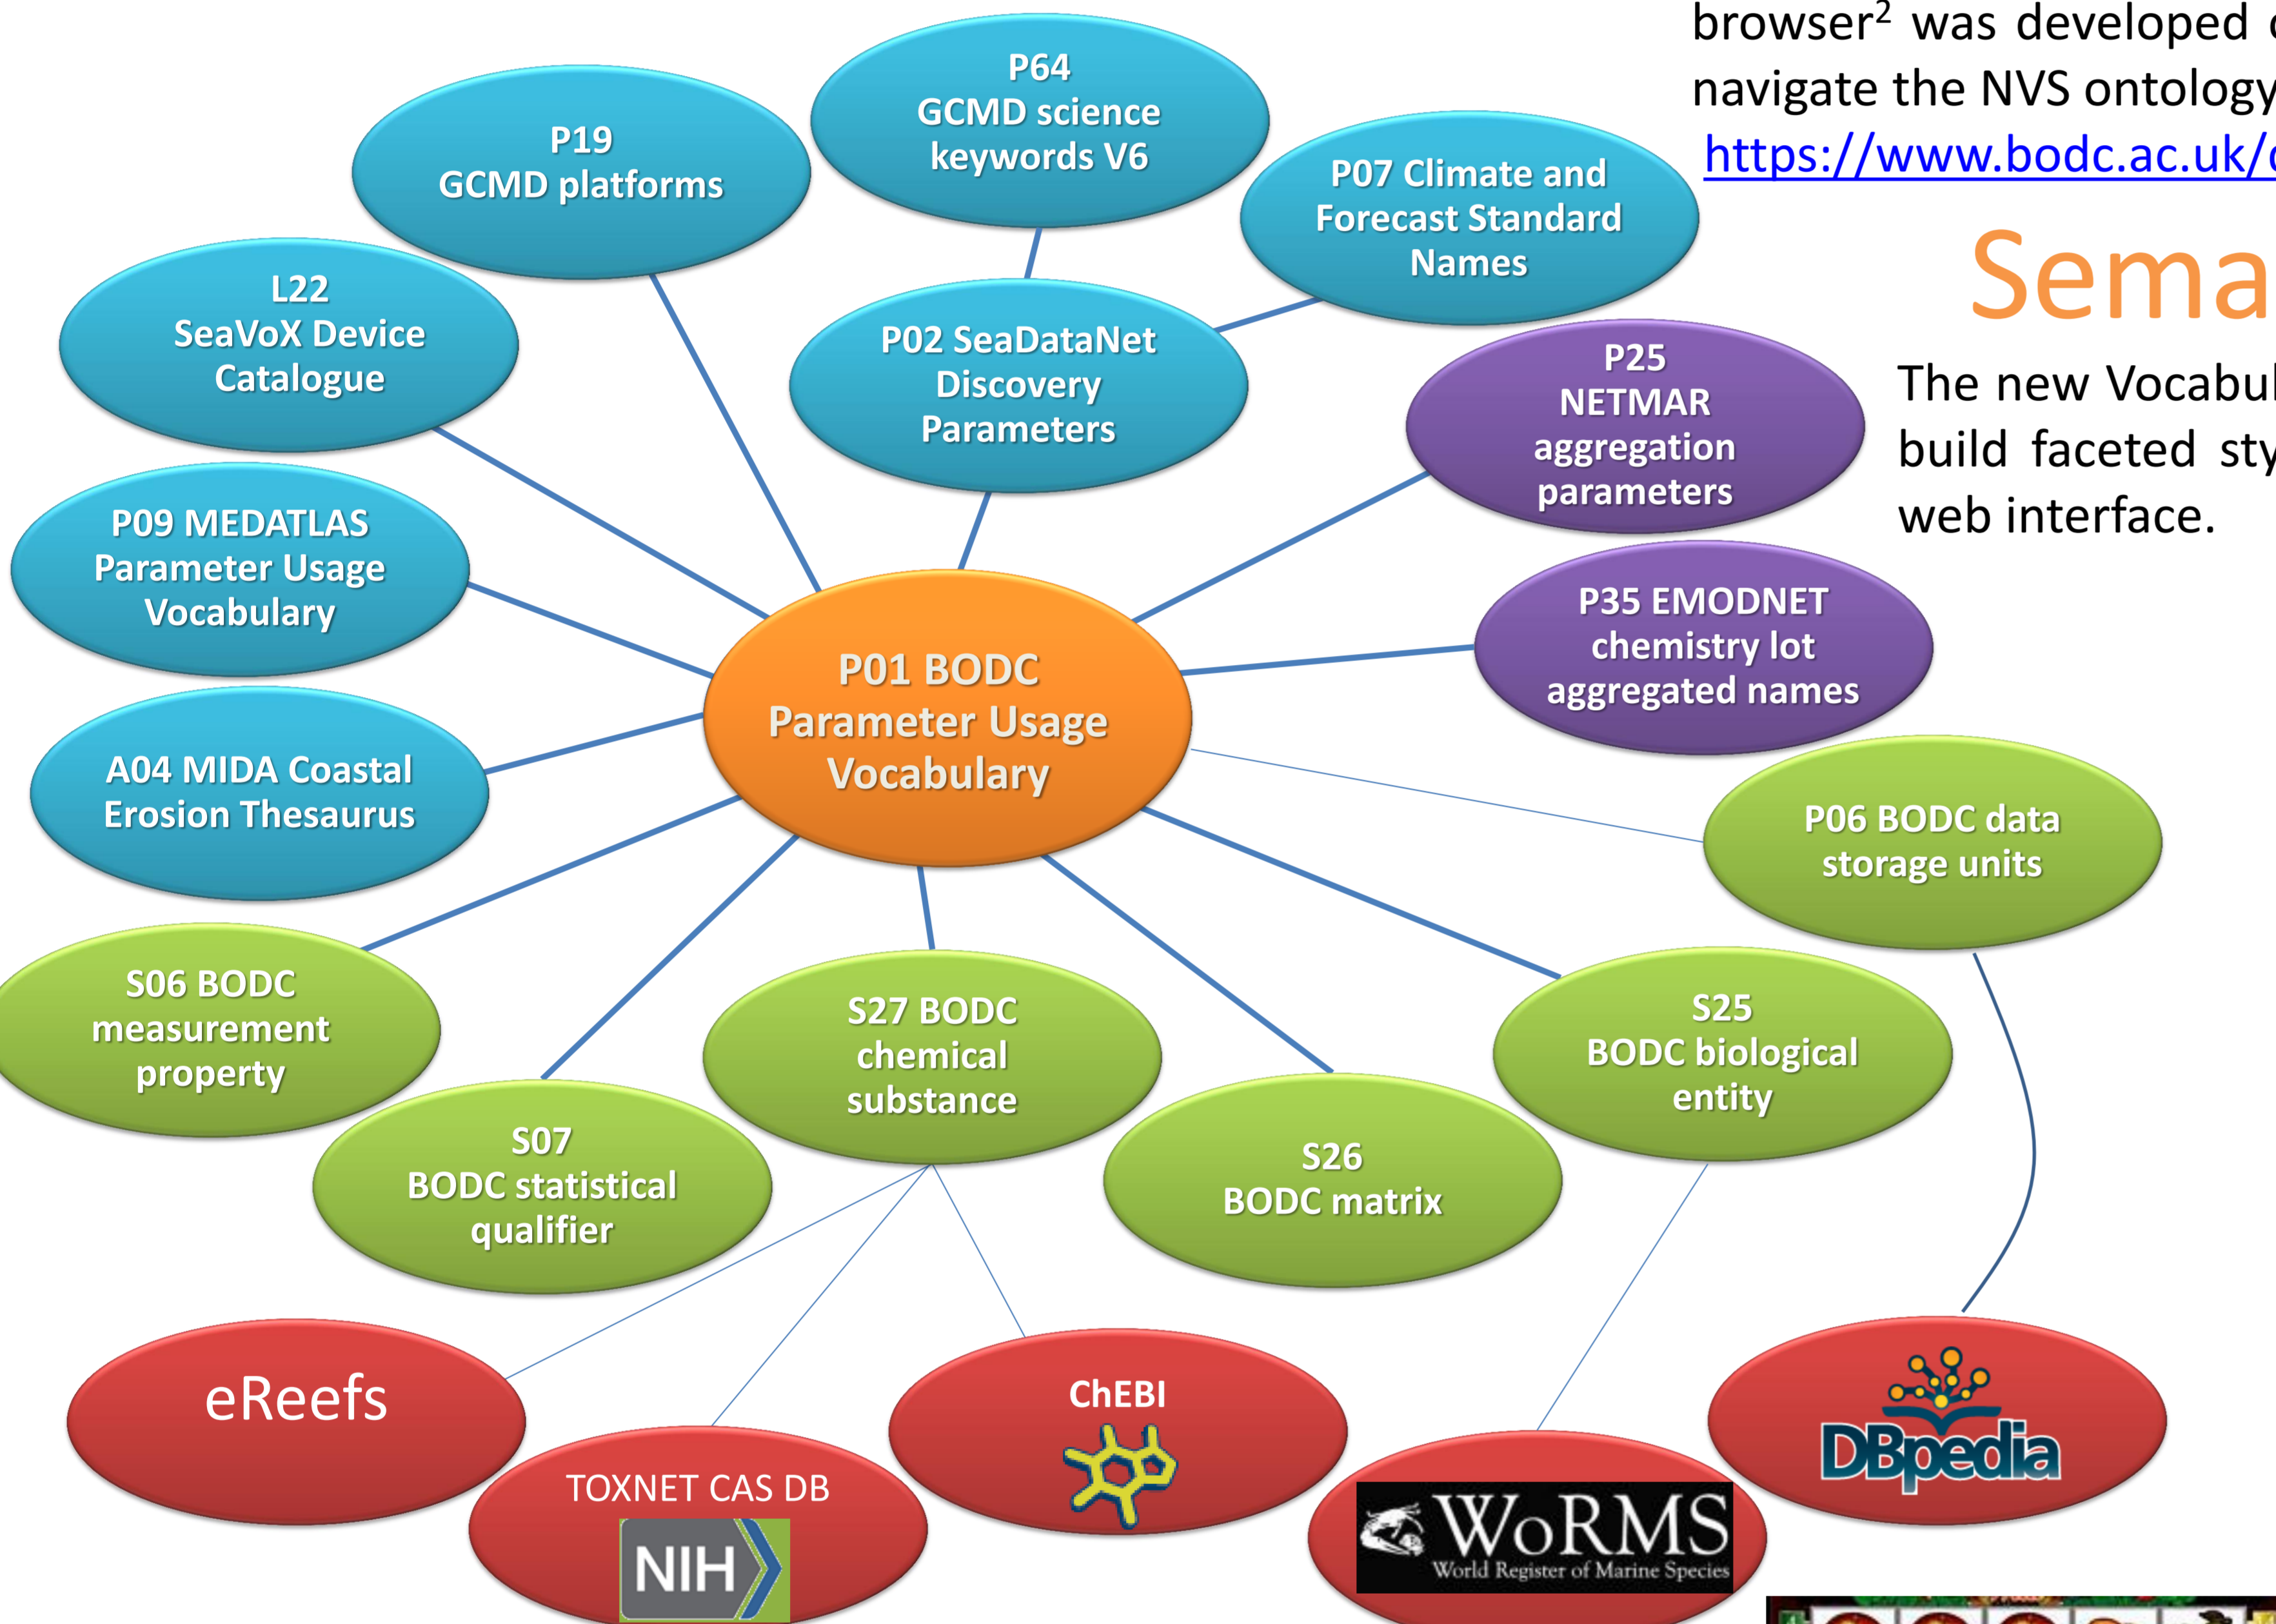 browser² was developed
navigate the NVS ontology
https://www.bodc.ac.uk/
Sema
The new Vocabul
build faceted sty
web interface.
P64
GCMD science
keywords V6
P19
GCMD platforms
P07 Climate and
Forecast Standard
Names
L22
SeaVoX Device
Catalogue
P02 SeaDataNet
Discovery
Parameters
P25
NETMAR
aggregation
parameters
P09 MEDATLAS
Parameter Usage
Vocabulary
P35 EMODNET
chemistry lot
aggregated names
P01 BODC
Parameter Usage
Vocabulary
A04 MIDA Coastal
Erosion Thesaurus
P06 BODC data
storage units
S06 BODC
measurement
property
S27 BODC
chemical
substance
S25
BODC biological
entity
S07
BODC statistical
qualifier
S26
BODC matrix
eReefs
TOXNET CAS DB
NIH
ChEBI
WoRMS
World Register of Marine Species
DBpedia